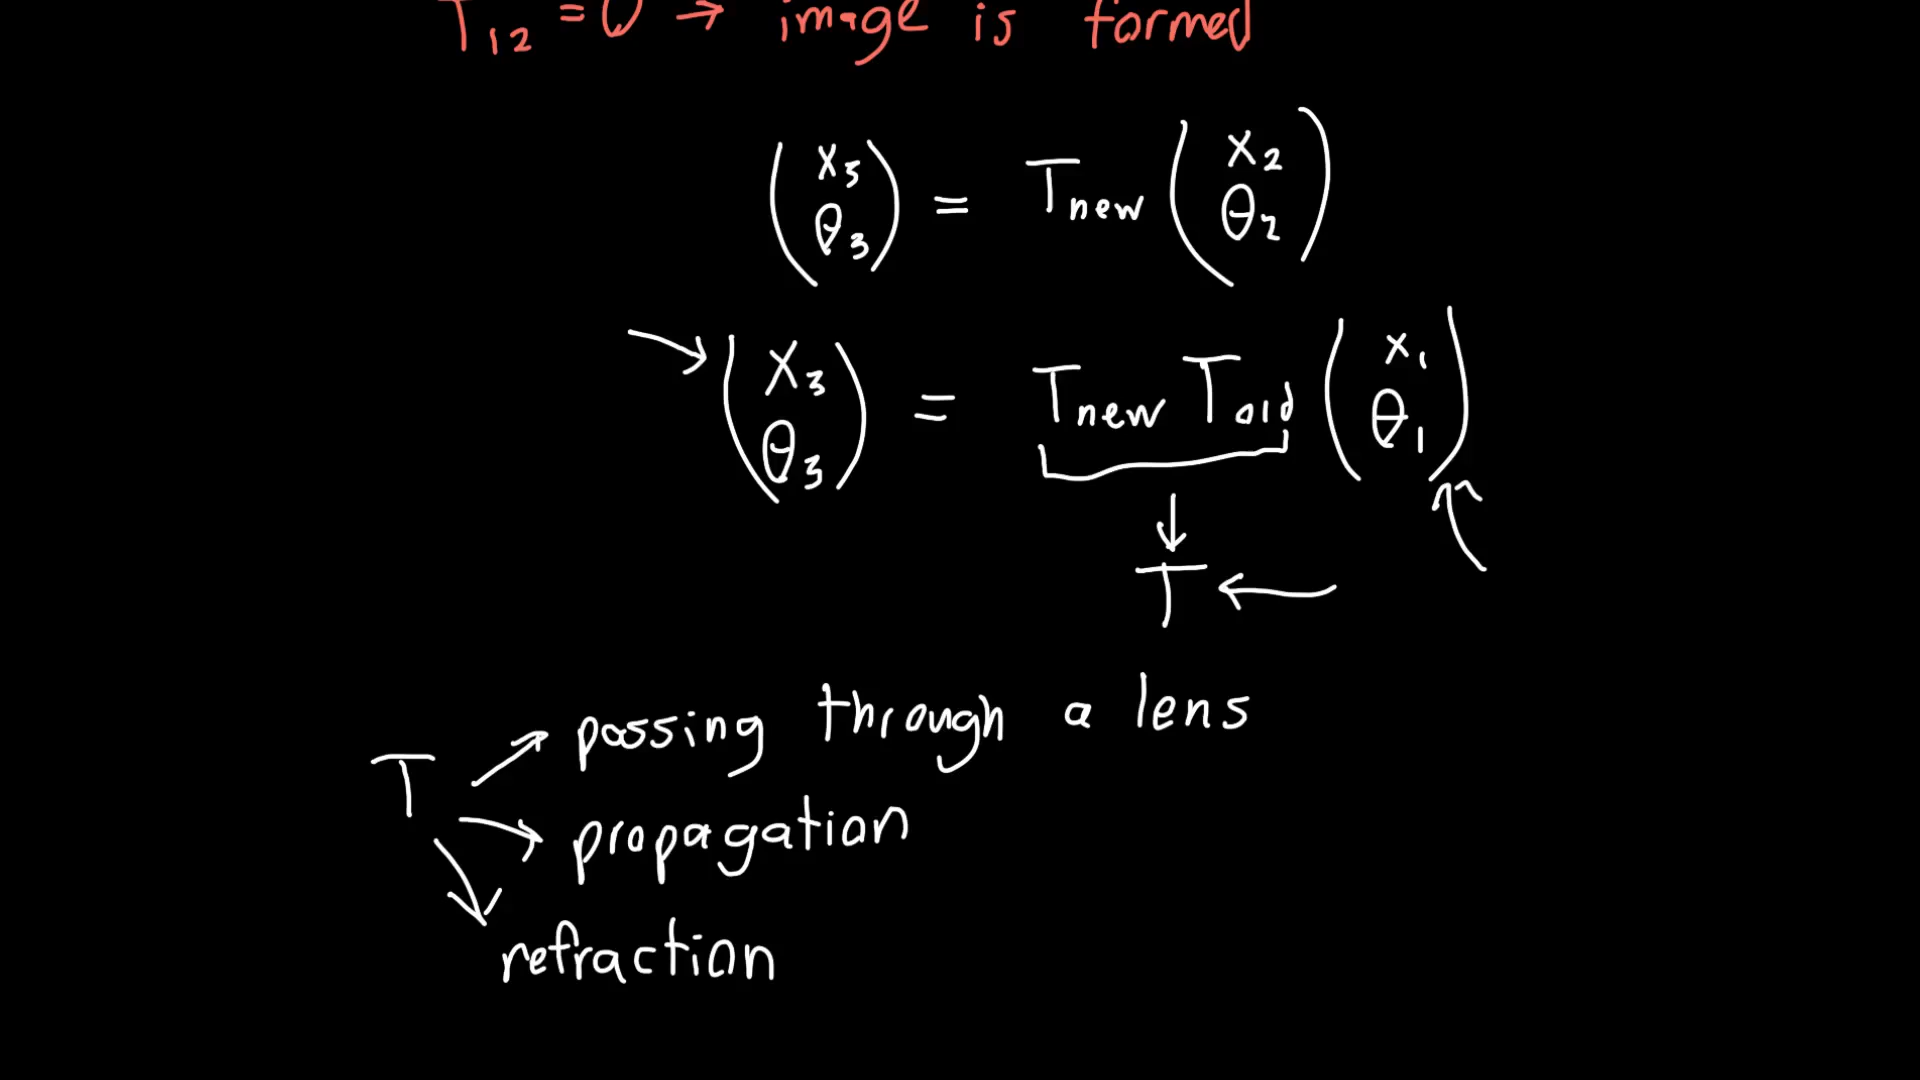 T₁₂ = 0 → image is formed
(x₃ θ₃) = Tnew (x₂ θ₂)
→ (x₃ θ₃) = Tnew Told (x₁ θ₁)
↓
T ←
T → passing through a lens
→ propagation
→ refraction